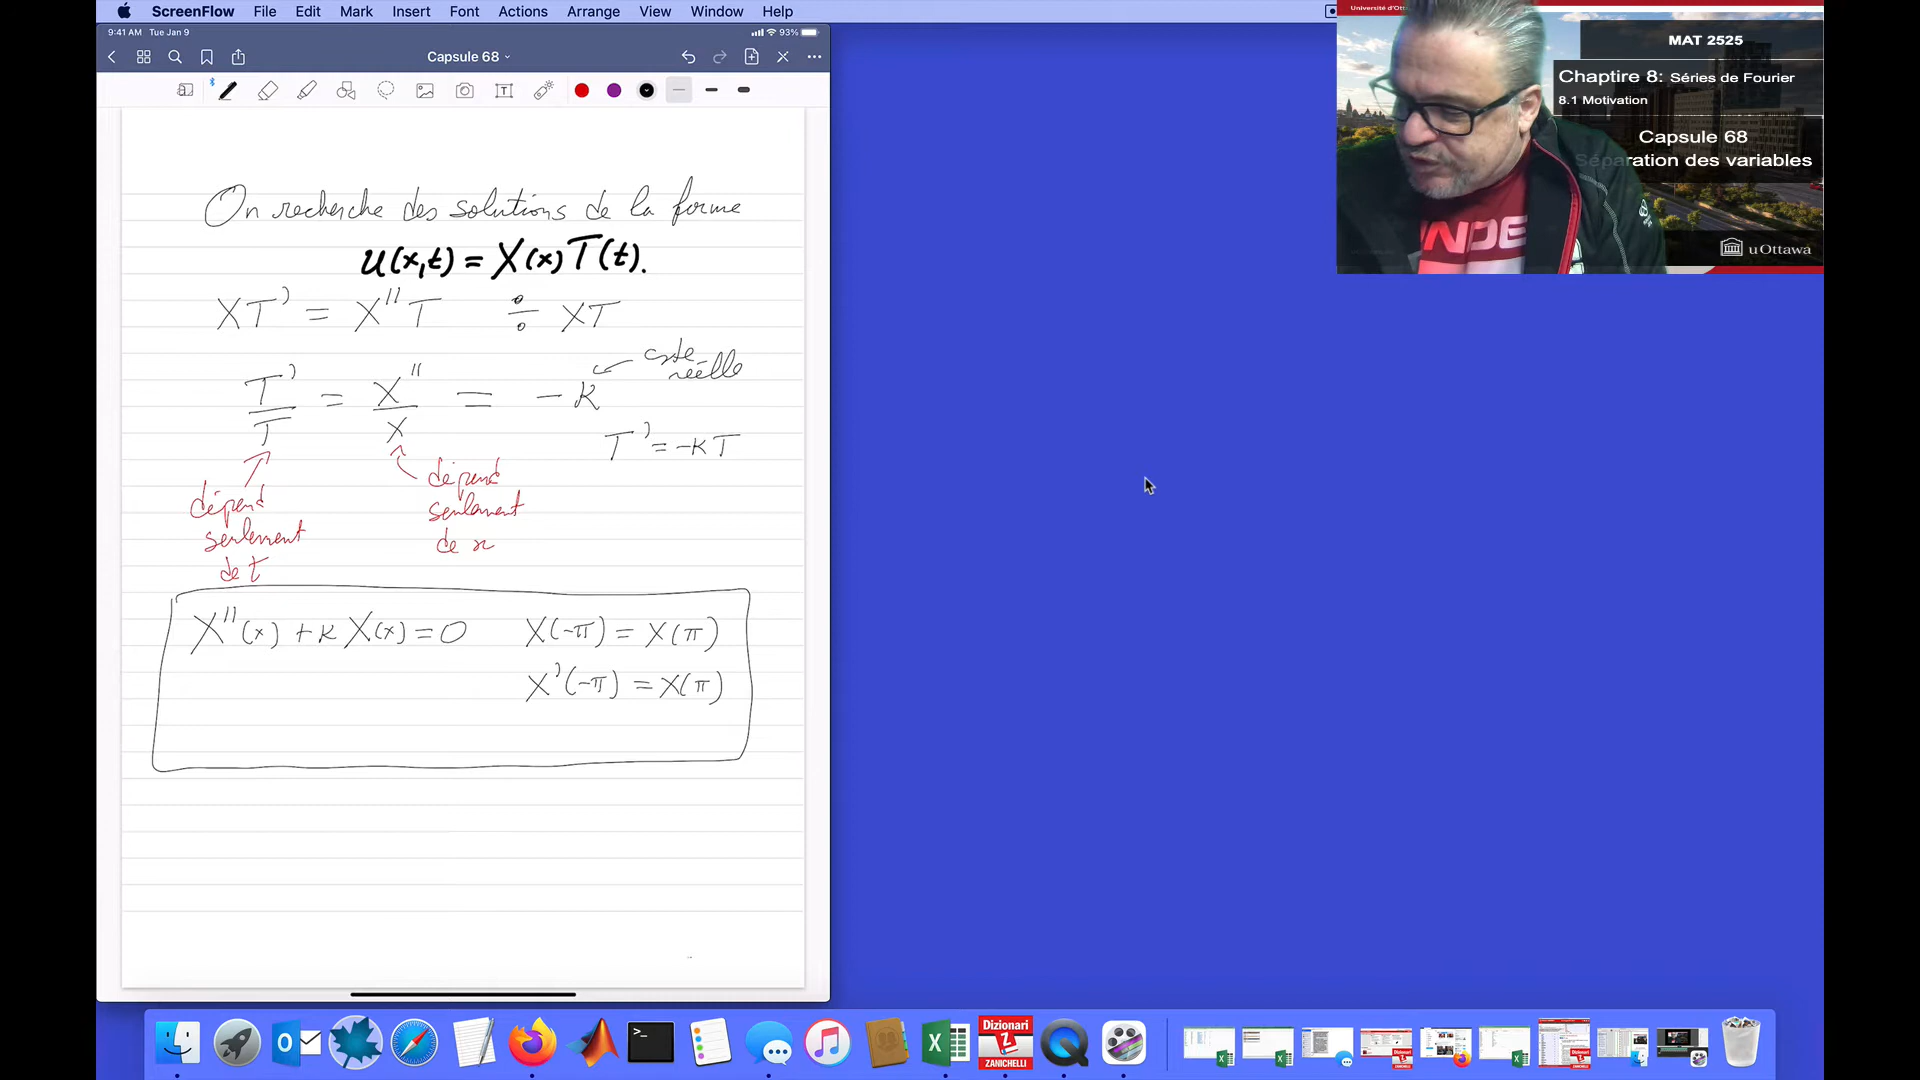 ScreenFlow File Edit Mark Insert Font Actions Arrange View Window Help
9:41 AM Tue Jan 9
93%
Capsule 68
On recherche des solutions de la forme
u(x,t) = X(x)T(t).
XT' = X''T ÷ XT
T'/T = X''/X = -K
cste
réelle
T' = -KT
dépend
seulement
de t
dépend
seulement
de x
X''(x) + K X(x) = 0 X(-π) = X(π)
X'(-π) = X(π)
MAT 2525
Chaptire 8: Séries de Fourier
8.1 Motivation
Capsule 68
Séparation des variables
uOttawa
Dizionari
Z
ZANICHELLI